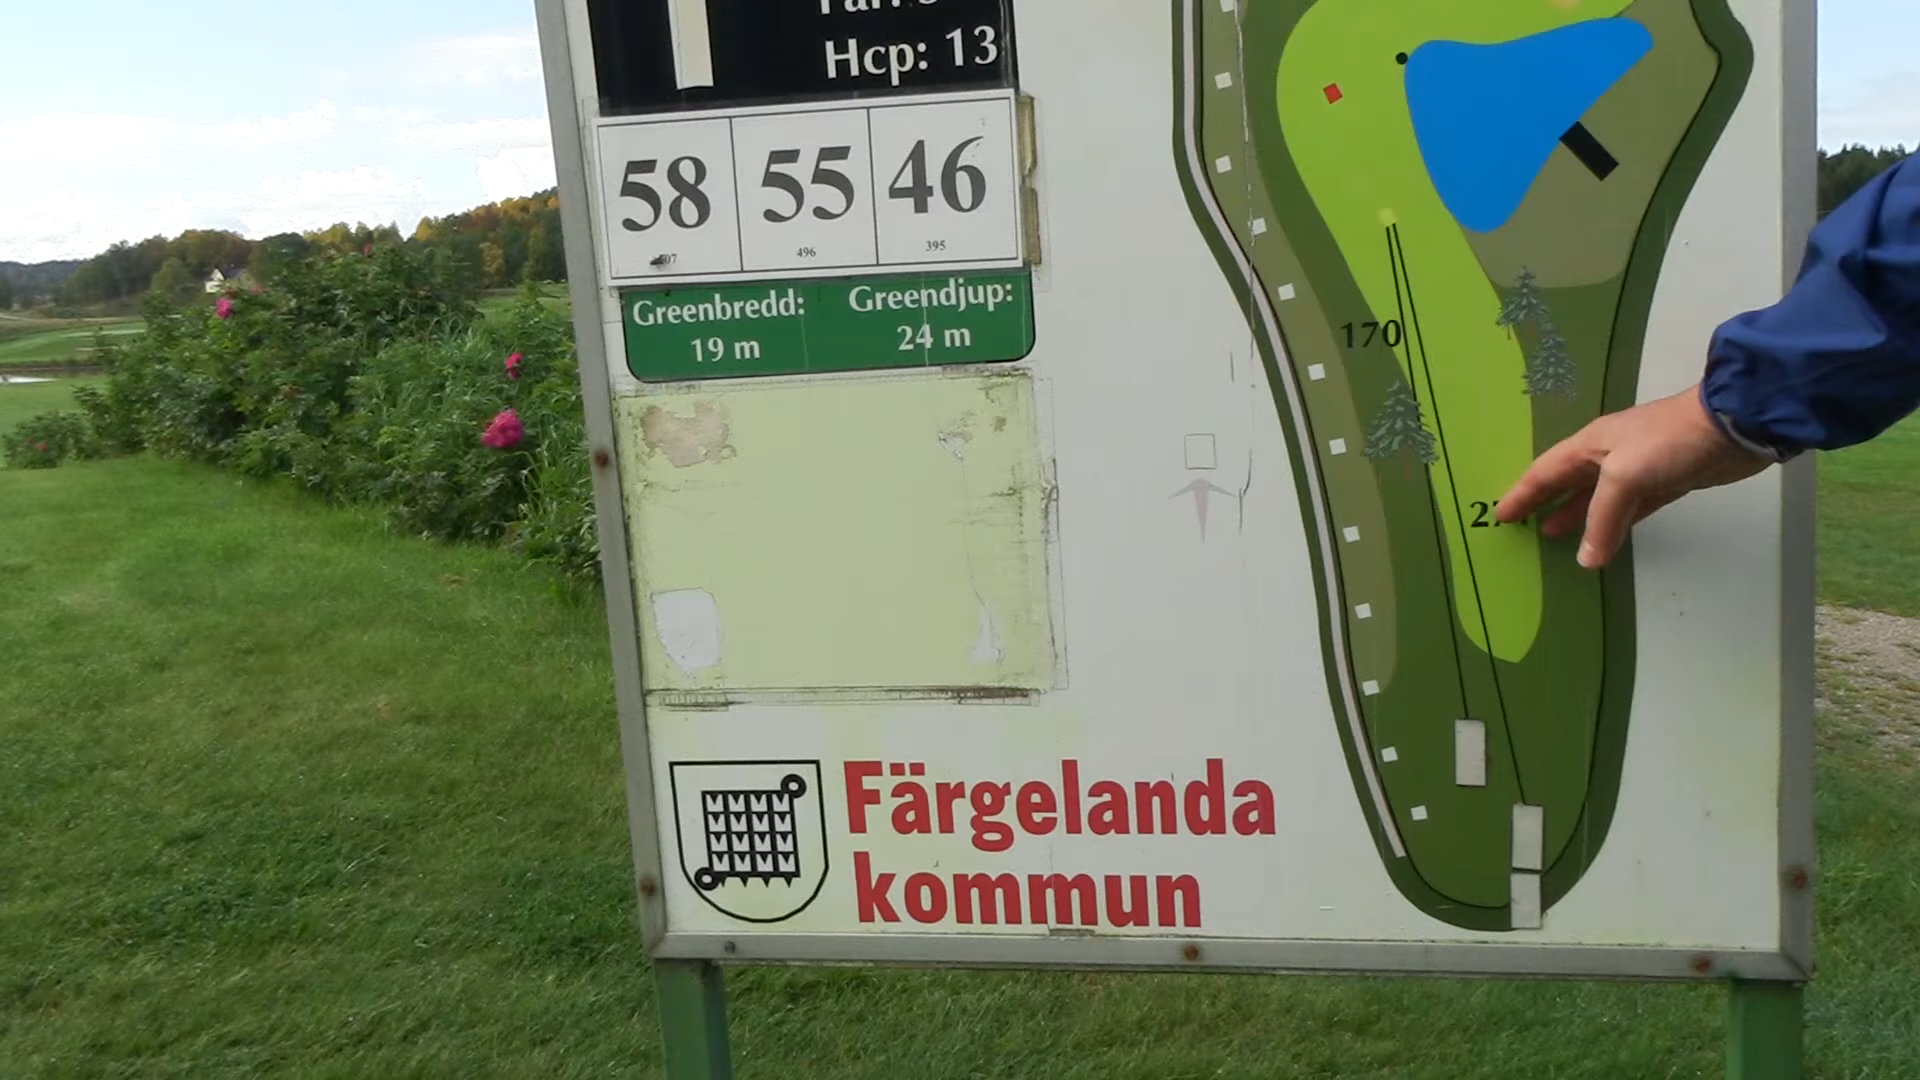 Hcp: 13
58 55 46
496 395
Greenbredd: Greendjup:
19 m 24 m
170
Färgelanda
kommun